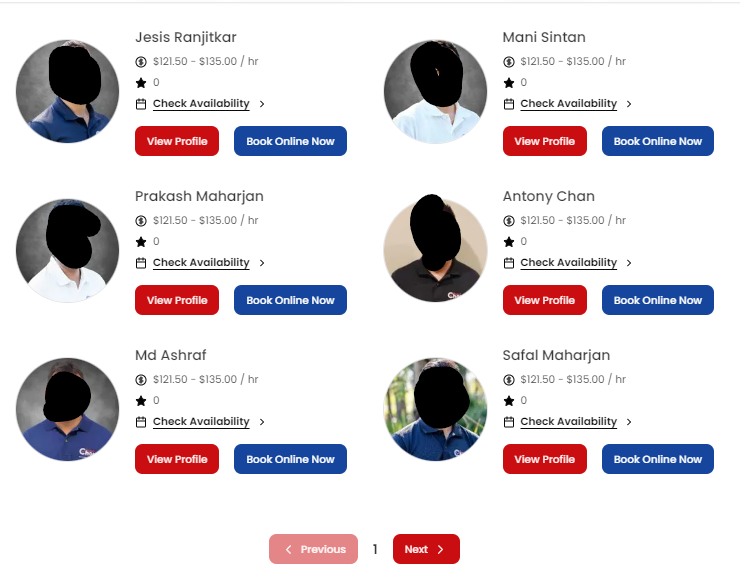 Jesis Ranjitkar
$121.50 - $135.00 / hr
0
Check Availability
View Profile
Book Online Now
Mani Sintan
$121.50 - $135.00 / hr
0
Check Availability
View Profile
Book Online Now
Prakash Maharjan
$121.50 - $135.00 / hr
0
Check Availability
View Profile
Book Online Now
Antony Chan
$121.50 - $135.00 / hr
0
Check Availability
View Profile
Book Online Now
Md Ashraf
$121.50 - $135.00 / hr
0
Check Availability
View Profile
Book Online Now
Safal Maharjan
$121.50 - $135.00 / hr
0
Check Availability
View Profile
Book Online Now
Previous
1
Next